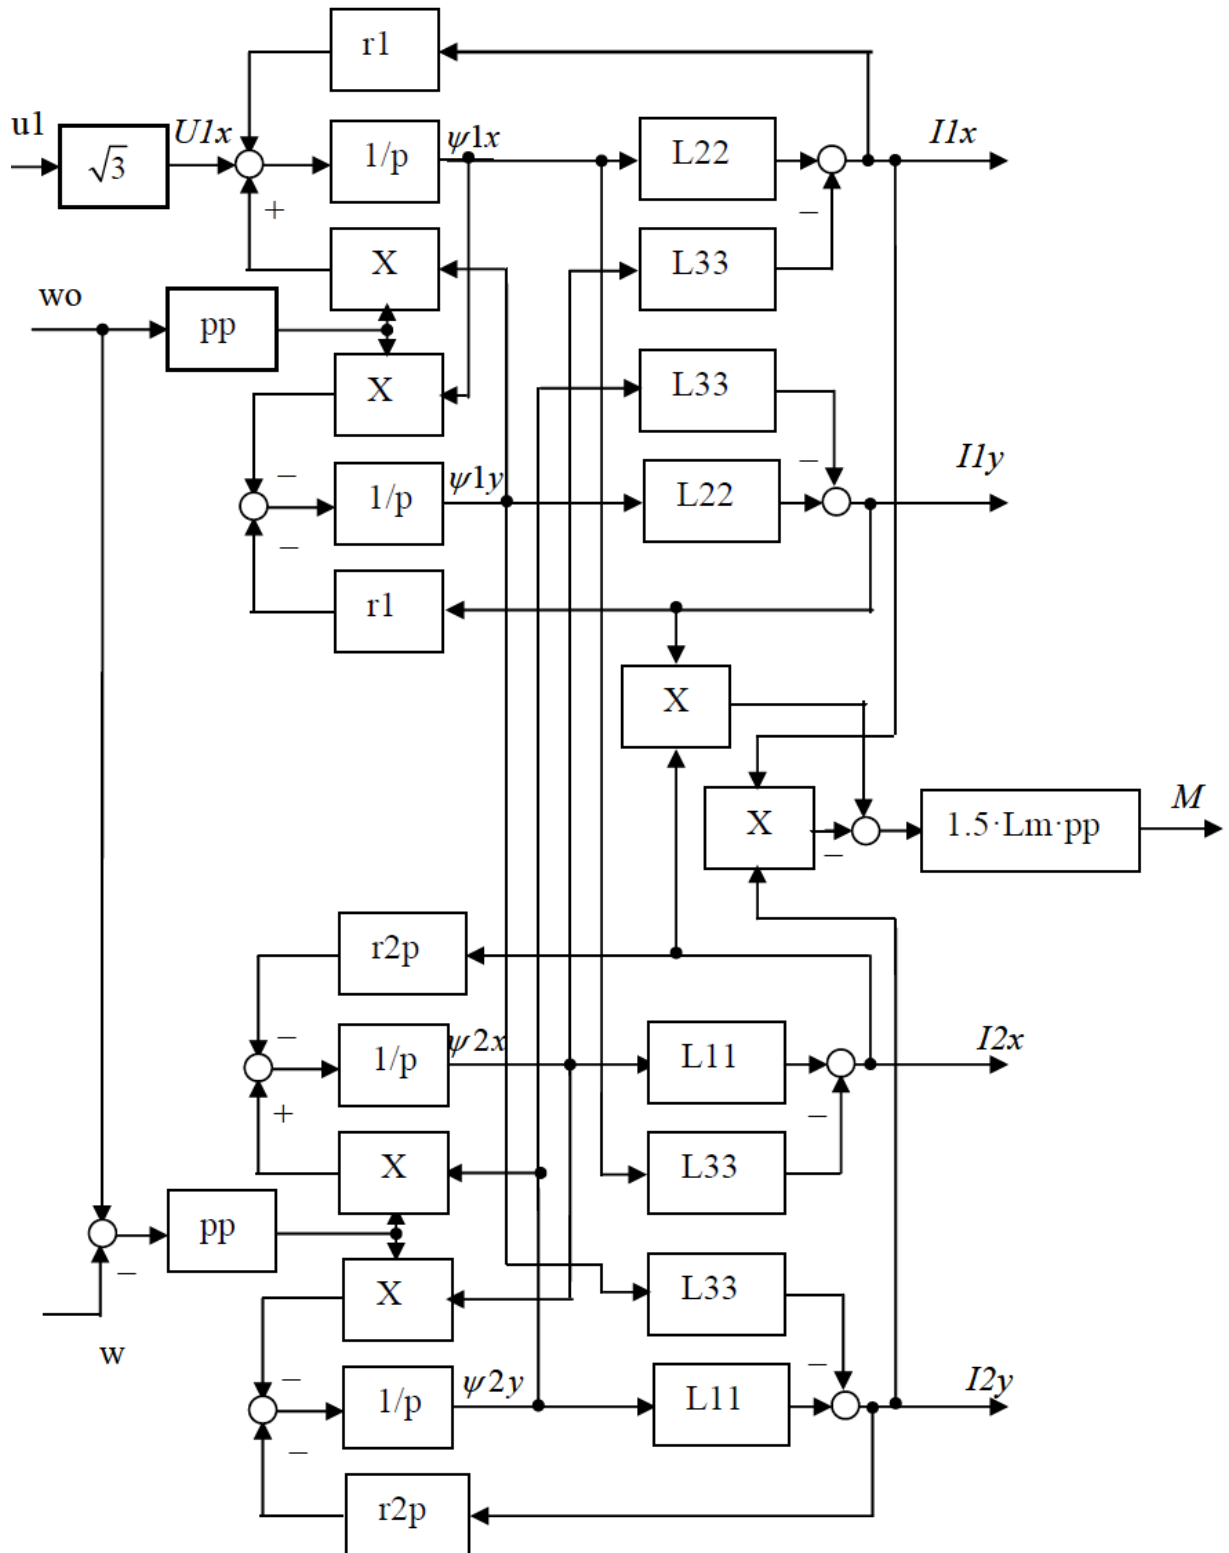 r1
u1
√3
U1x
1/p
ψ1x
L22
I1x
+
−
X
L33
wo
pp
X
L33
−
1/p
ψ1y
L22
−
I1y
−
r1
X
X
−
1.5·Lm·pp
M
r2p
−
1/p
ψ2x
L11
I2x
+
−
X
L33
pp
−
X
L33
w
−
1/p
ψ2y
L11
−
I2y
−
r2p